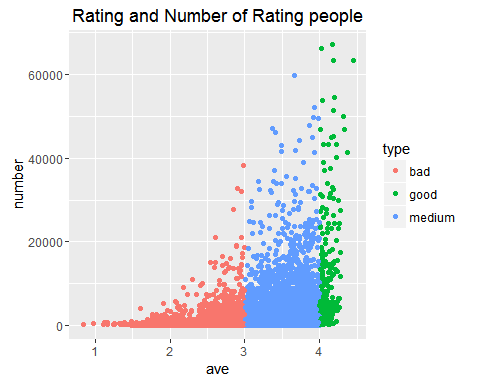 Rating and Number of Rating people
60000
40000
20000
0
number
1 2 3 4
ave
type
bad
good
medium